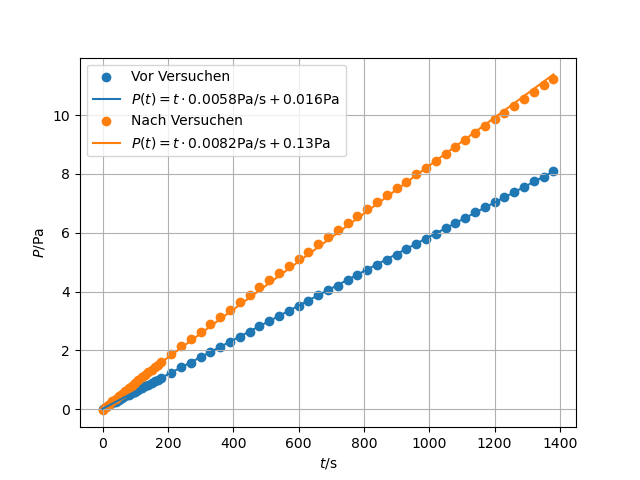 Vor Versuchen
P(t) = t · 0.0058Pa/s + 0.016Pa
Nach Versuchen
P(t) = t · 0.0082Pa/s + 0.13Pa
10
8
6
4
2
0
P/Pa
0 200 400 600 800 1000 1200 1400
t/s